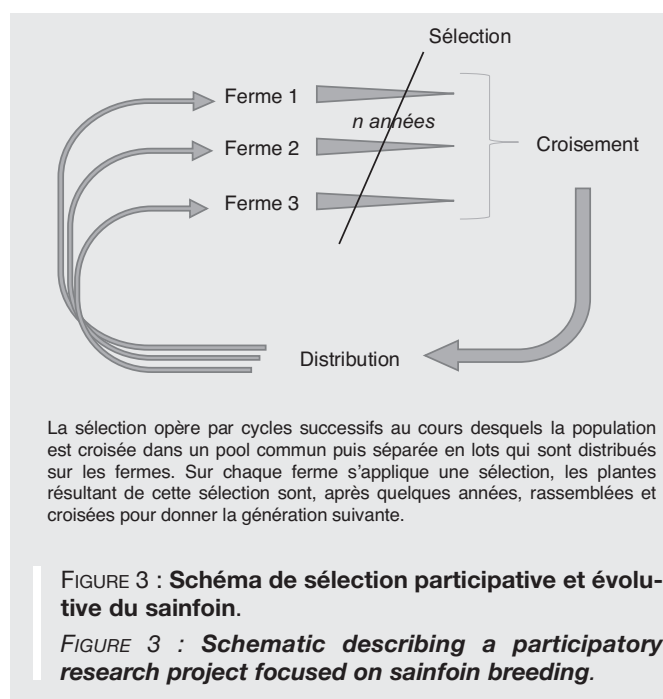 Sélection
Ferme 1
n années
Ferme 2
Croisement
Ferme 3
Distribution
La sélection opère par cycles successifs au cours desquels la population
est croisée dans un pool commun puis séparée en lots qui sont distribués
sur les fermes. Sur chaque ferme s'applique une sélection, les plantes
résultant de cette sélection sont, après quelques années, rassemblées et
croisées pour donner la génération suivante.
FIGURE 3 : Schéma de sélection participative et évolu-
tive du sainfoin.
FIGURE 3 : Schematic describing a participatory
research project focused on sainfoin breeding.